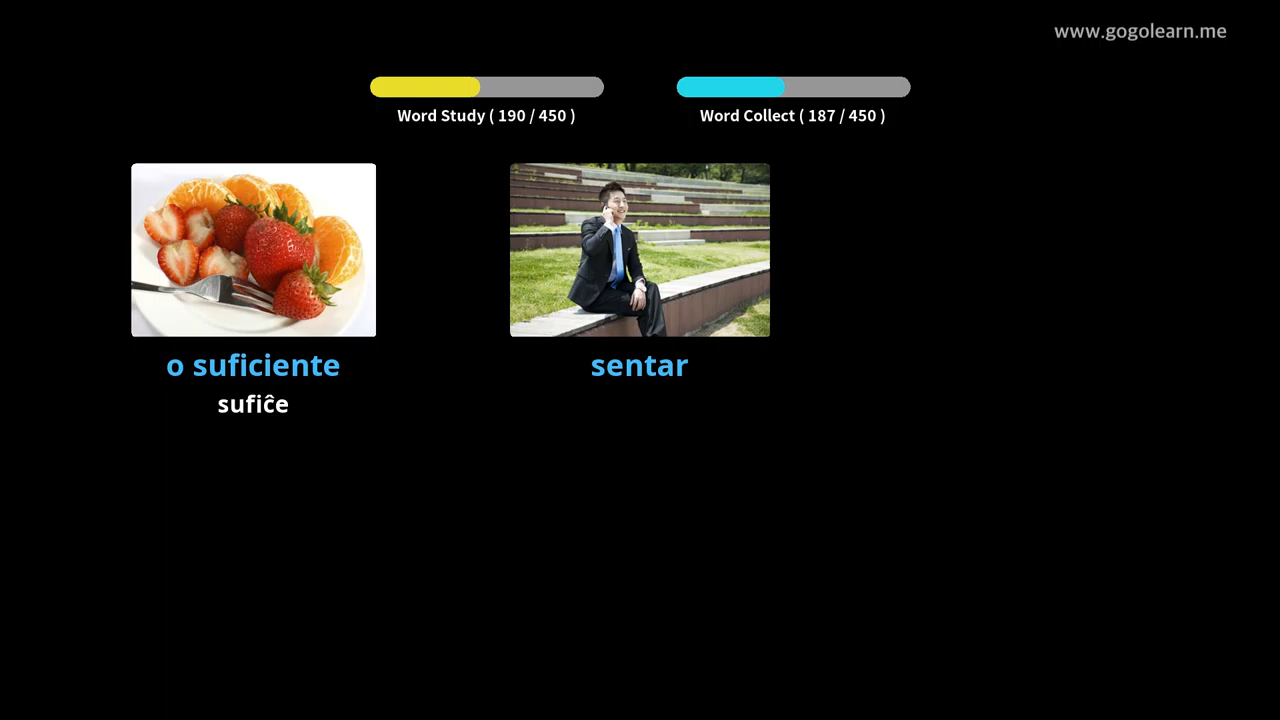 www.gogolearn.me
Word Study ( 190 / 450 )
Word Collect ( 187 / 450 )
o suficiente
sentar
sufiĉe